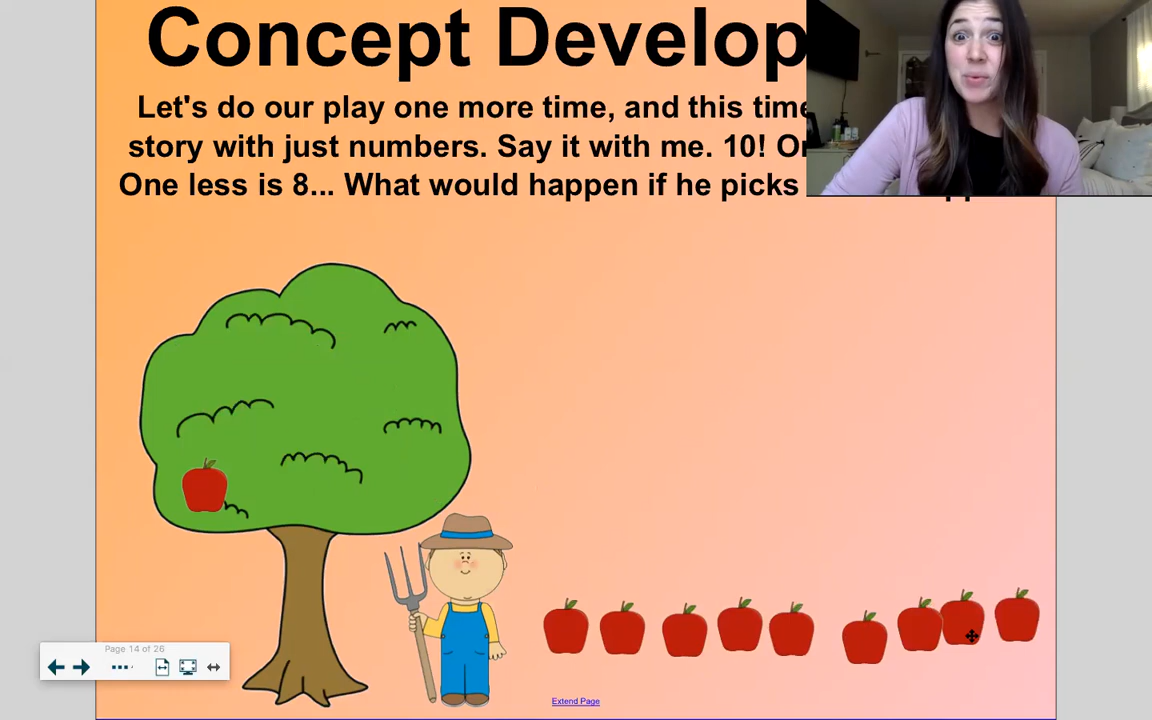 Concept Develop
Let's do our play one more time, and this time
story with just numbers. Say it with me. 10!
One less is 8... What would happen if he picks
Page 14 of 26
Extend Page